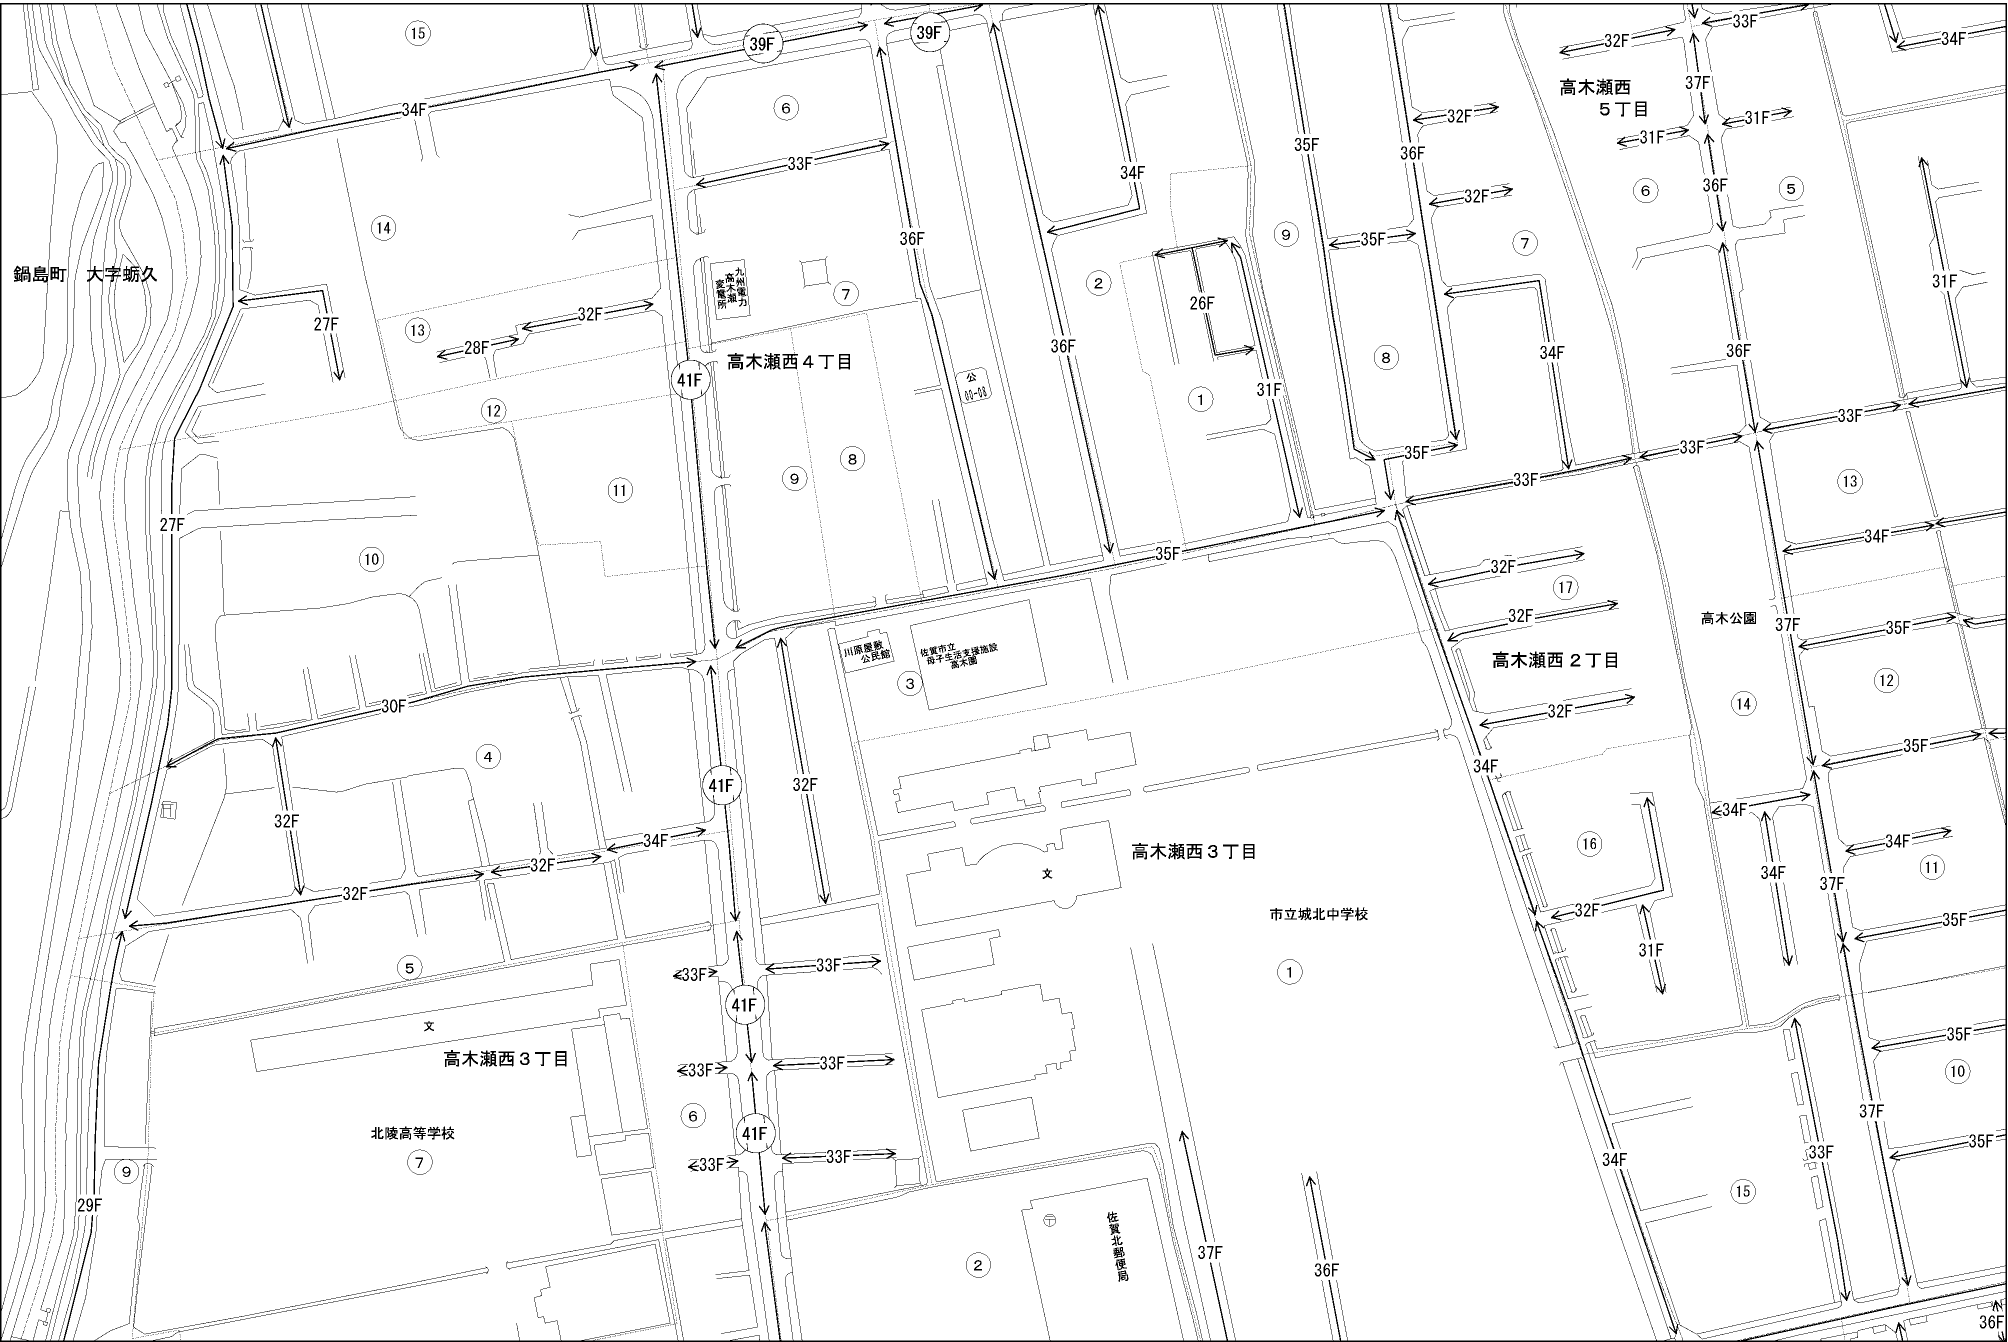 ⑮
39F
39F
33F
34F
32F
37F
高木瀬西
５丁目
34F
⑥
32F
31F
31F
33F
35F
36F
34F
36F
⑥
⑤
32F
⑭
36F
⑨
35F
⑦
鍋島町　大字蛎久
九州電力
高木瀬
変電所
⑦
②
26F
31F
27F
⑬
32F
28F
36F
⑧
34F
36F
41F
高木瀬西４丁目
公
00-08
①
31F
⑫
33F
35F
33F
⑪
⑨
⑧
33F
⑬
27F
34F
⑩
35F
32F
⑰
32F
高木公園
37F
35F
川原屋敷
公民館
佐賀市立
母子生活支援施設
高木園
③
高木瀬西２丁目
⑫
30F
32F
⑭
④
41F
32F
34F
35F
32F
34F
34F
34F
⑯
高木瀬西３丁目
34F
37F
⑪
32F
32F
文
市立城北中学校
32F
35F
31F
⑤
33F
33F
①
41F
文
高木瀬西３丁目
35F
33F
33F
⑩
⑥
41F
37F
北陵高等学校
⑦
33F
33F
34F
33F
35F
⑨
29F
⑮
佐賀北郵便局
②
37F
36F
36F